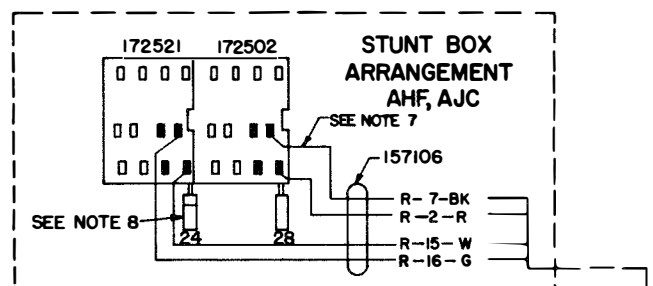 172521 172502
STUNT BOX
ARRANGEMENT
AHF, AJC
SEE NOTE 7
157106
R-7-BK
R-2-R
SEE NOTE 8
24 28
R-15-W
R-16-G